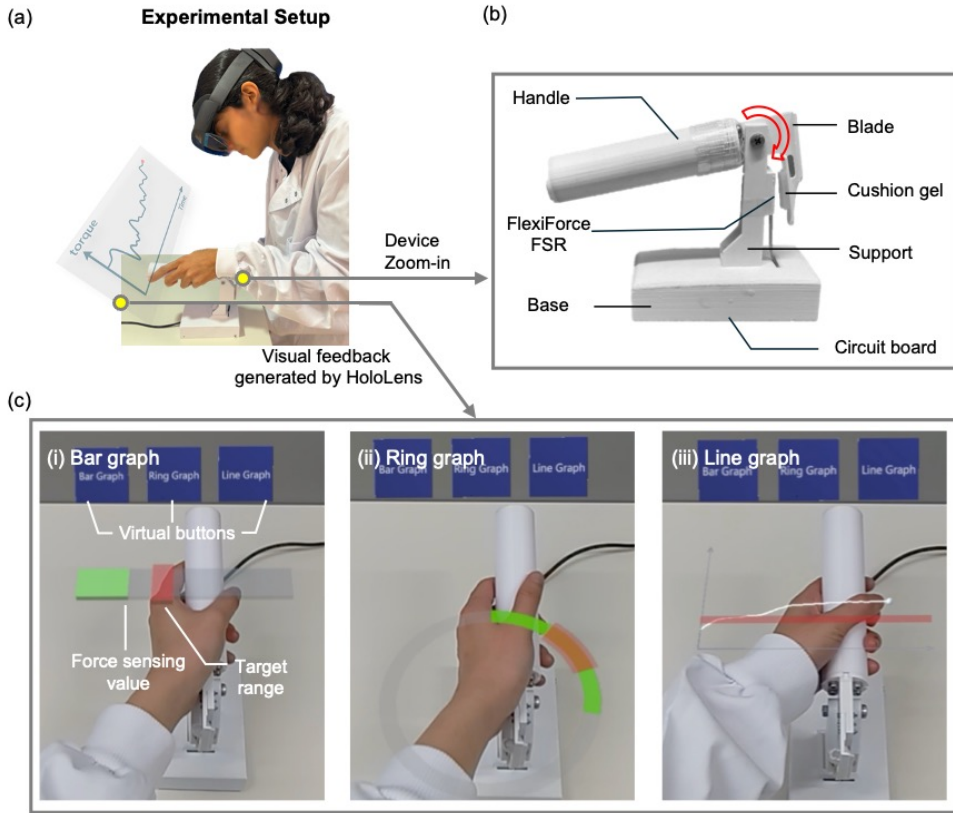 (a)
Experimental Setup
torque
Time
Device
Zoom-in
Visual feedback
generated by HoloLens
(b)
Handle
Blade
Cushion gel
FlexiForce
FSR
Support
Base
Circuit board
(c)
(i) Bar graph
Bar Graph
Ring Graph
Line Graph
Virtual buttons
Force sensing
value
Target
range
(ii) Ring graph
Bar Graph
Ring Graph
Line Graph
(iii) Line graph
Bar Graph
Ring Graph
Line Graph